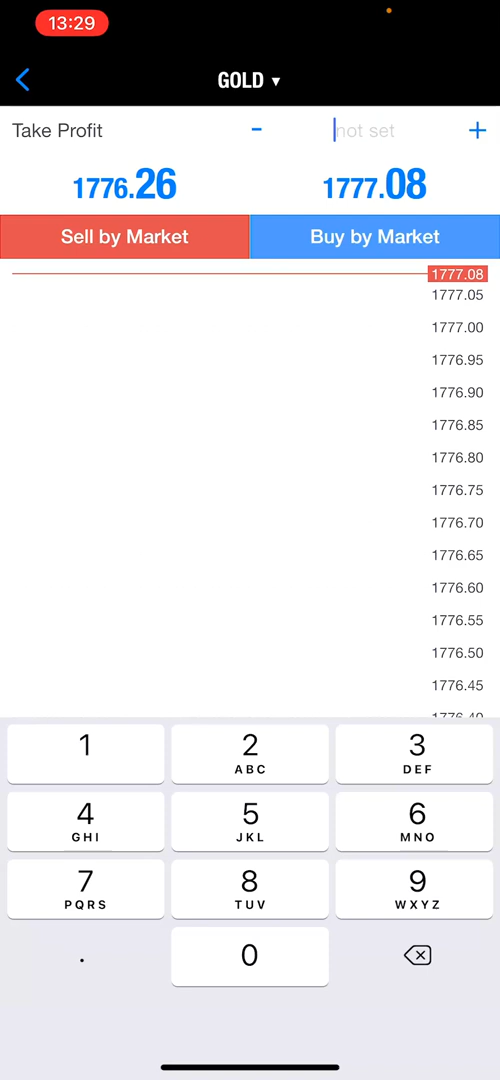 13:29
GOLD ▼
Take Profit - not set +
1776.26 1777.08
Sell by Market Buy by Market
1777.08
1777.05
1777.00
1776.95
1776.90
1776.85
1776.80
1776.75
1776.70
1776.65
1776.60
1776.55
1776.50
1776.45
1776.40
1 2 3
ABC DEF
4 5 6
GHI JKL MNO
7 8 9
PQRS TUV WXYZ
. 0